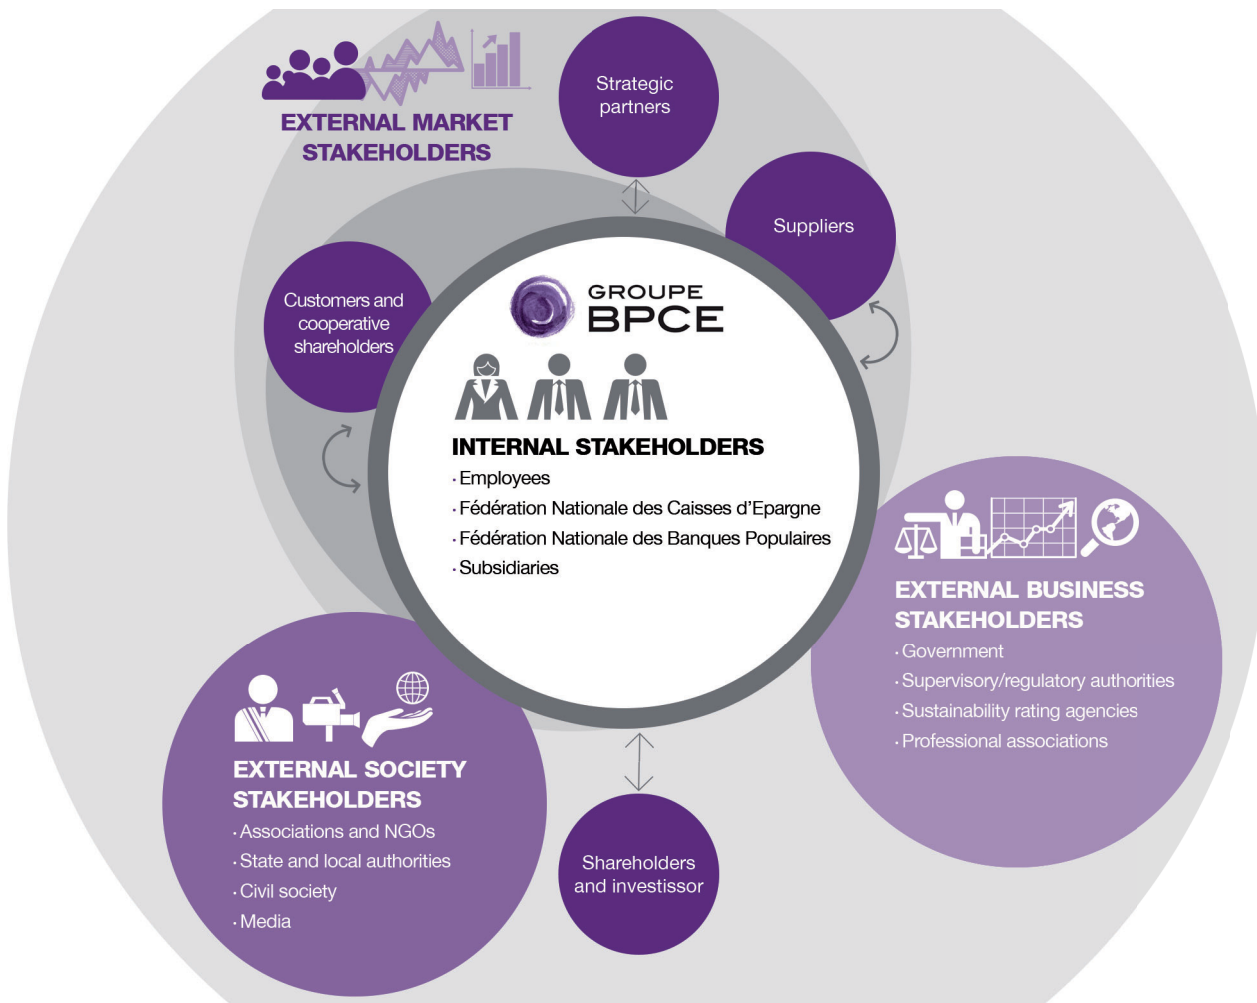 EXTERNAL MARKET
STAKEHOLDERS
Strategic
partners
Suppliers
Customers and
cooperative
shareholders
GROUPE
BPCE
INTERNAL STAKEHOLDERS
· Employees
· Fédération Nationale des Caisses d’Epargne
· Fédération Nationale des Banques Populaires
· Subsidiaries
EXTERNAL BUSINESS
STAKEHOLDERS
· Government
· Supervisory/regulatory authorities
· Sustainability rating agencies
· Professional associations
EXTERNAL SOCIETY
STAKEHOLDERS
· Associations and NGOs
· State and local authorities
· Civil society
· Media
Shareholders
and investissor